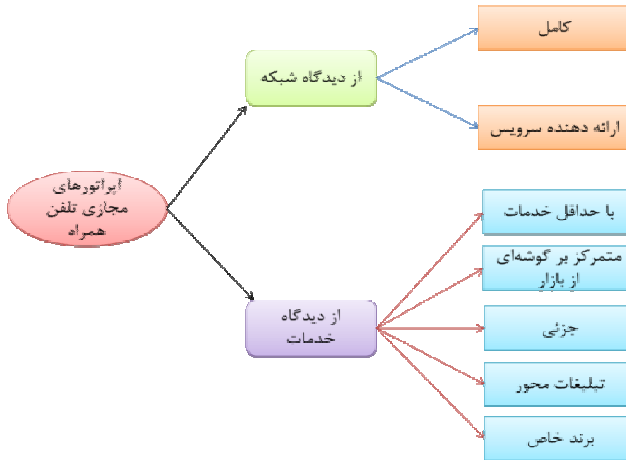 اپراتورهای
مجازی تلفن
همراه
از دیدگاه شبکه
کامل
ارائه دهنده سرویس
از دیدگاه
خدمات
با حداقل خدمات
متمرکز بر گوشه‌ای
از بازار
جزئی
تبلیغات محور
برند خاص